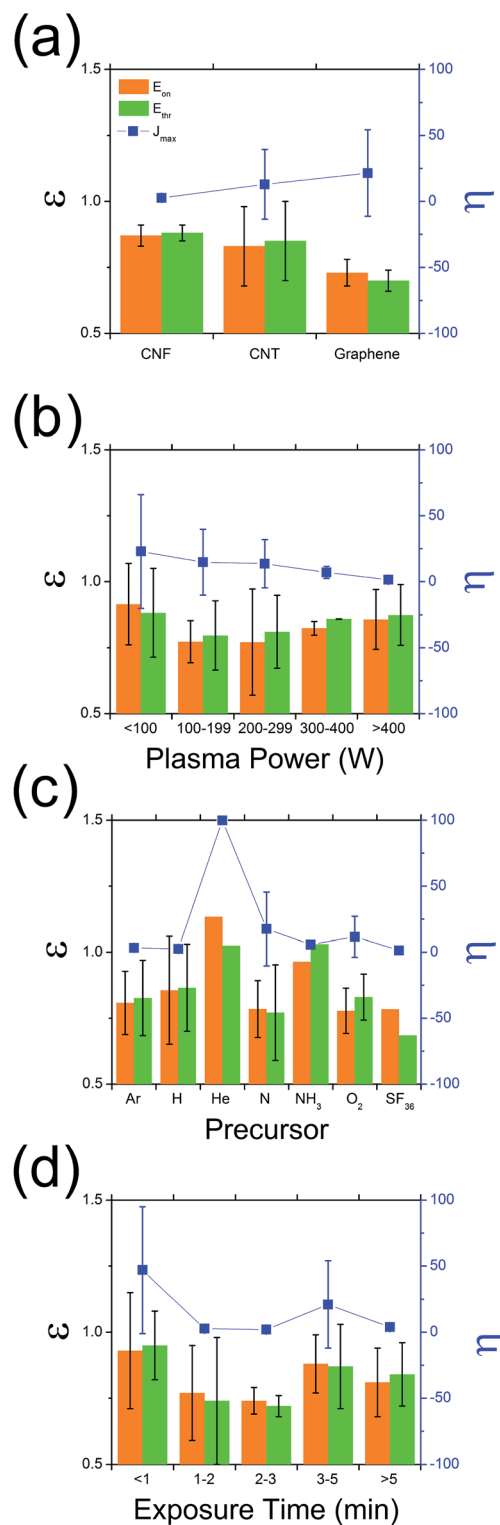 (a)
1.5 100
E_on
E_thr
J_max
50
ε 1.0 0 η
-50
0.5 -100
CNF CNT Graphene
(b)
1.5 100
50
ε 1.0 0 η
-50
0.5 -100
<100 100-199 200-299 300-400 >400
Plasma Power (W)
(c)
1.5 100
50
ε 1.0 0 η
-50
0.5 -100
Ar H He N NH₃ O₂ SF₃₆
Precursor
(d)
1.5 100
50
ε 1.0 0 η
-50
0.5 -100
<1 1-2 2-3 3-5 >5
Exposure Time (min)